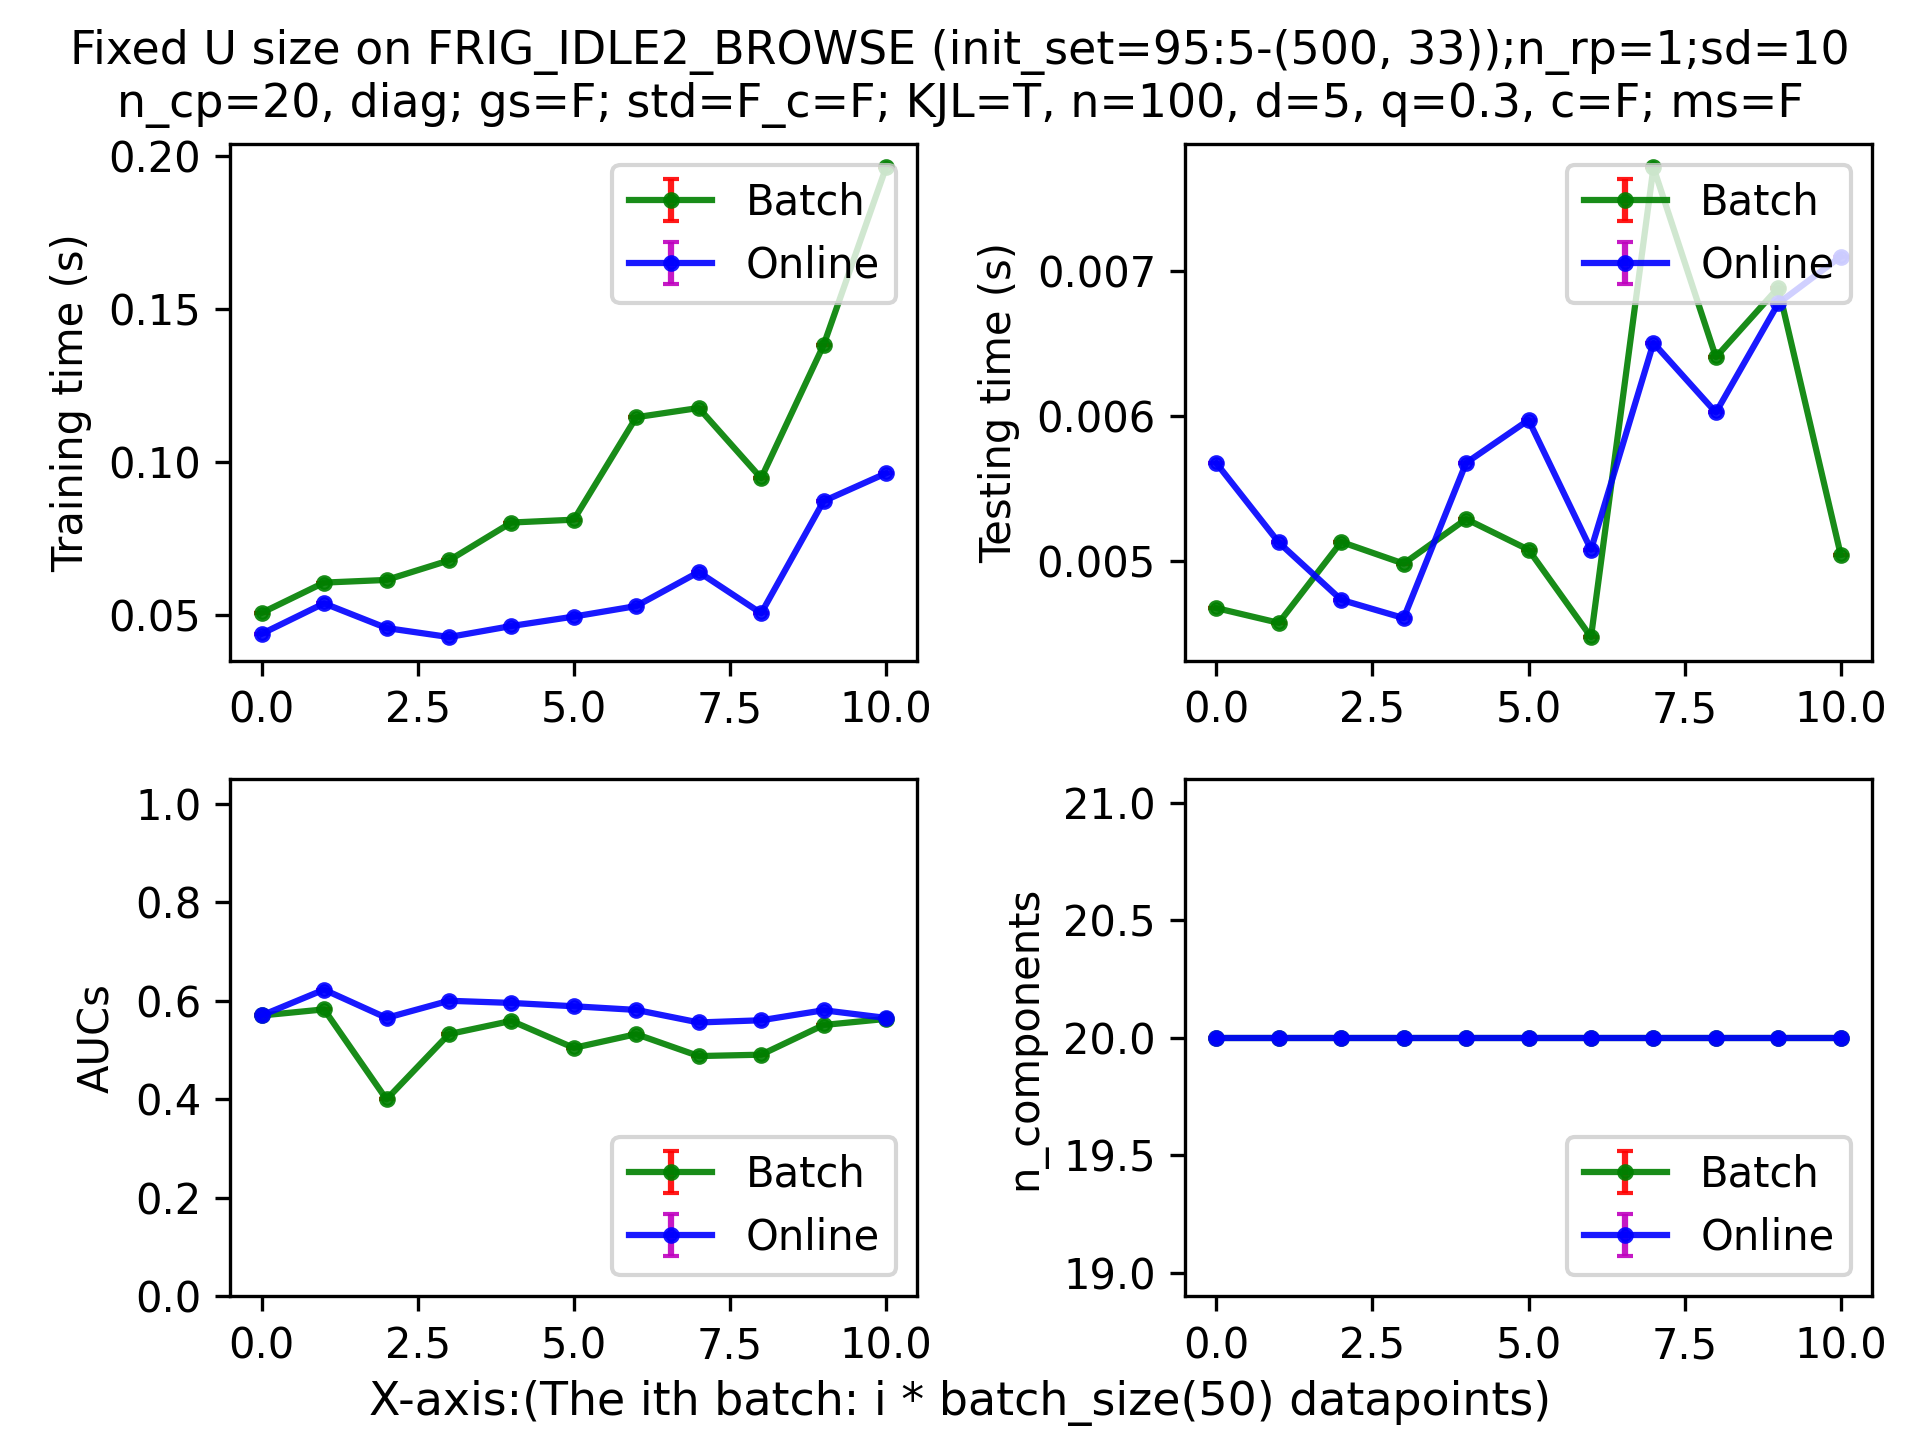 Fixed U size on FRIG_IDLE2_BROWSE (init_set=95:5-(500, 33));n_rp=1;sd=10
n_cp=20, diag; gs=F; std=F_c=F; KJL=T, n=100, d=5, q=0.3, c=F; ms=F
Training time (s)
0.20
0.15
0.10
0.05
0.0 2.5 5.0 7.5 10.0
Batch
Online
Testing time (s)
0.007
0.006
0.005
0.0 2.5 5.0 7.5 10.0
Batch
Online
AUCs
1.0
0.8
0.6
0.4
0.2
0.0
0.0 2.5 5.0 7.5 10.0
Batch
Online
n_components
21.0
20.5
20.0
19.5
19.0
0.0 2.5 5.0 7.5 10.0
Batch
Online
X-axis:(The ith batch: i * batch_size(50) datapoints)